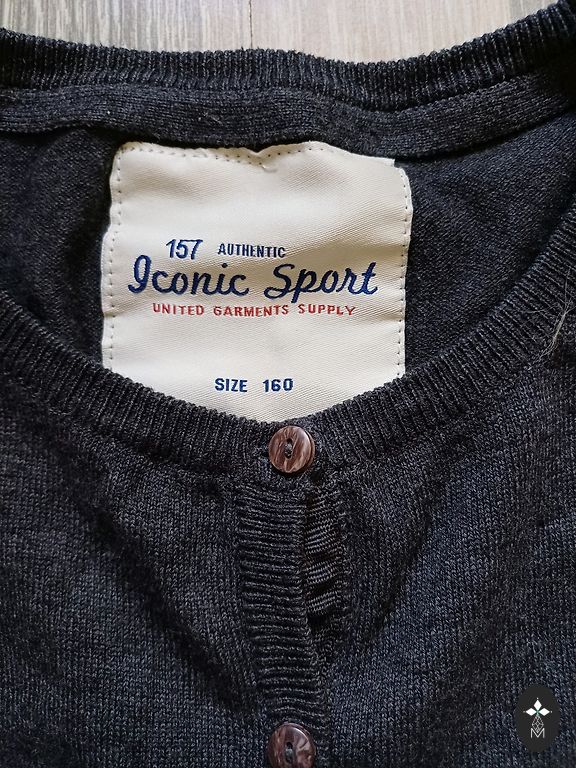 157 AUTHENTIC
Iconic Sport
UNITED GARMENTS SUPPLY
SIZE 160